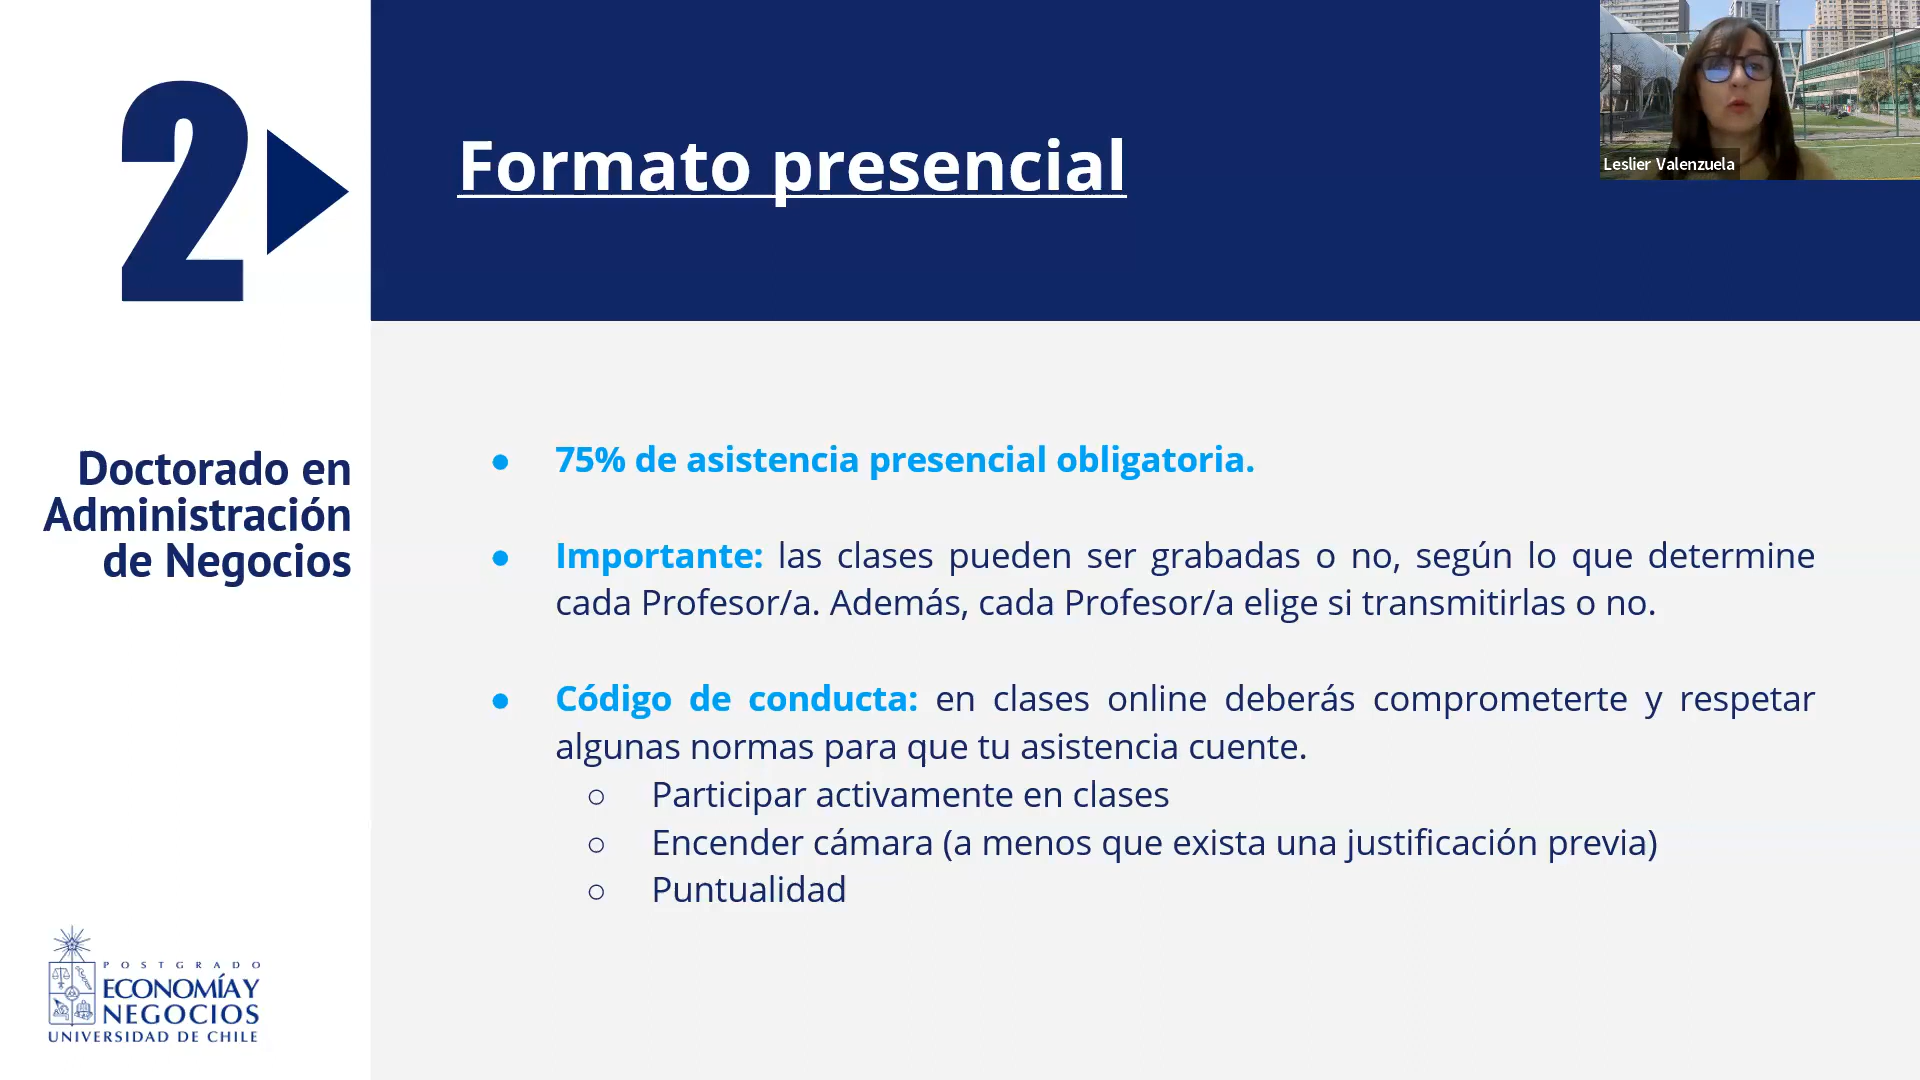 2
Formato presencial
Leslier Valenzuela
Doctorado en
Administración
de Negocios
● 75% de asistencia presencial obligatoria.
● Importante: las clases pueden ser grabadas o no, según lo que determine
cada Profesor/a. Además, cada Profesor/a elige si transmitirlas o no.
● Código de conducta: en clases online deberás comprometerte y respetar
algunas normas para que tu asistencia cuente.
○ Participar activamente en clases
○ Encender cámara (a menos que exista una justificación previa)
○ Puntualidad
POSTGRADO
ECONOMÍA Y
NEGOCIOS
UNIVERSIDAD DE CHILE